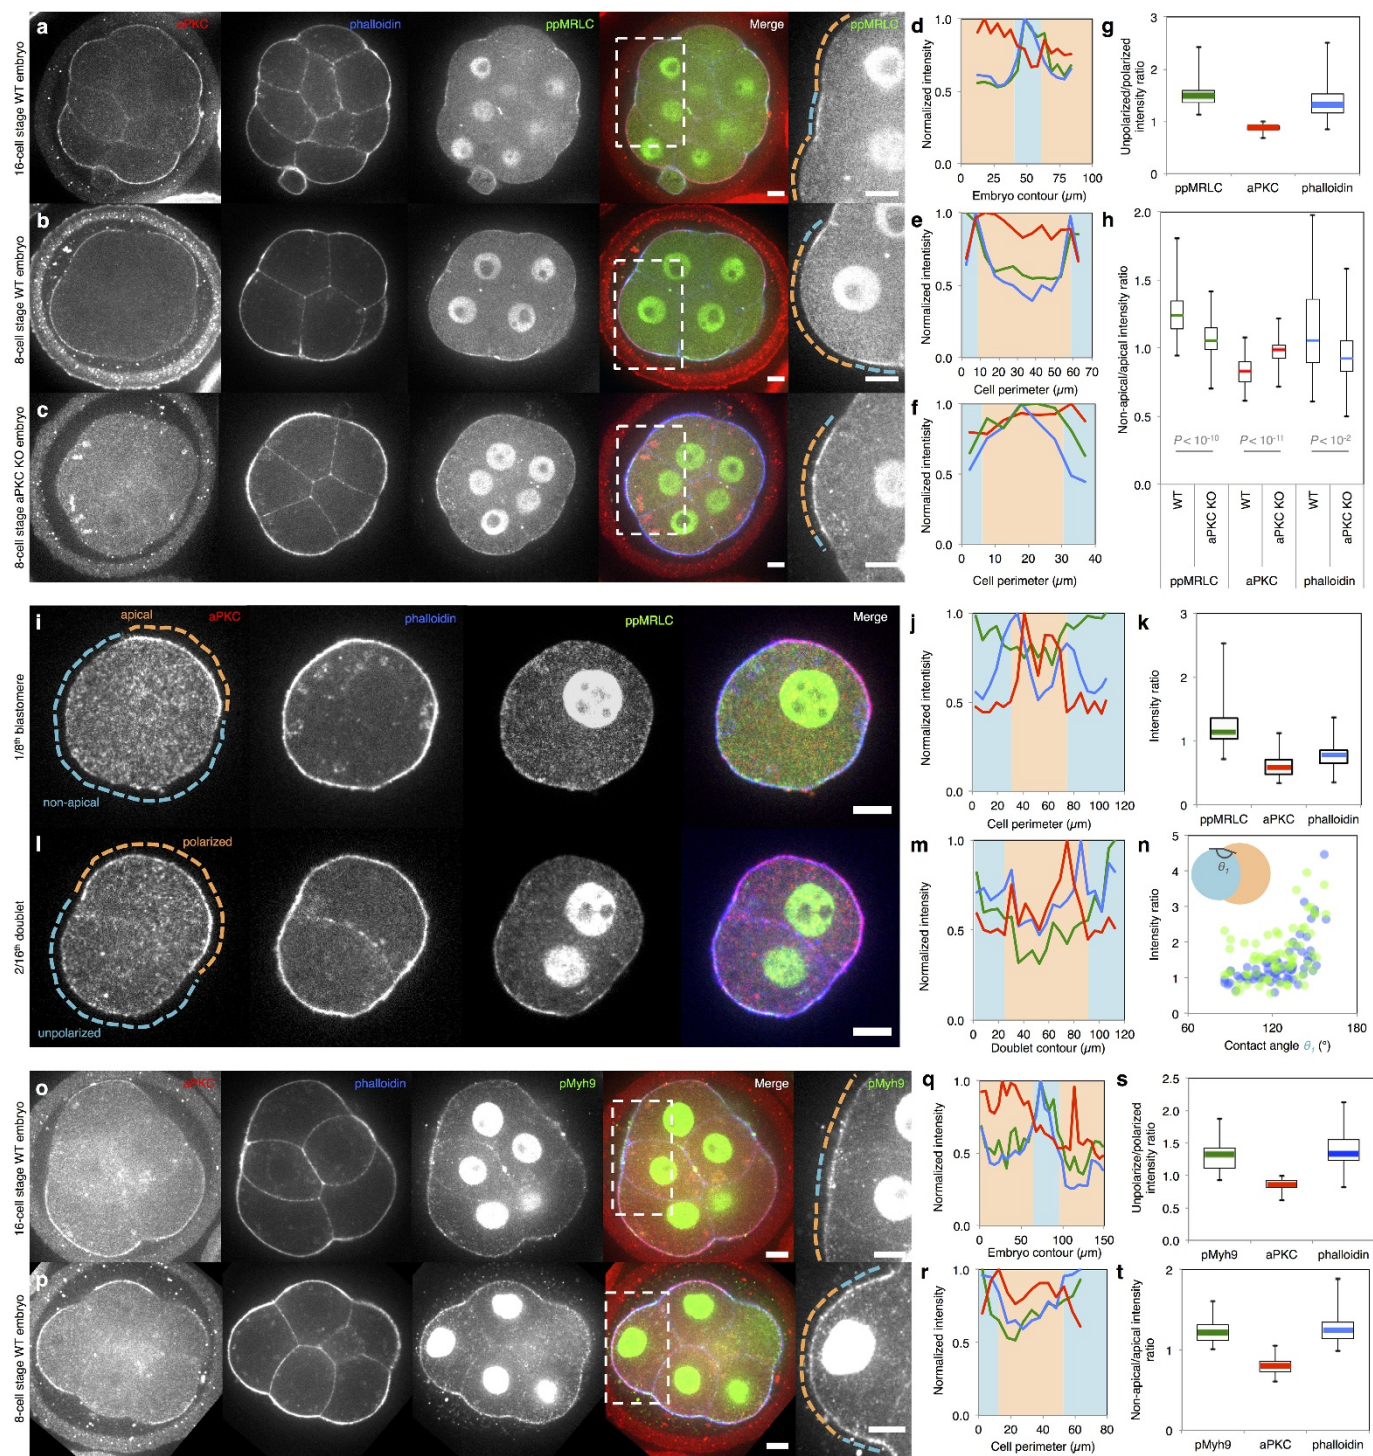 a
aPKC
phalloidin
ppMRLC
Merge
ppMRLC
16-cell stage WT embryo
b
8-cell stage WT embryo
c
8-cell stage aPKC KO embryo
d
Normalized intensity
1.0
0.5
0.0
0 25 50 75 100
Embryo contour (µm)
g
Unpolarized/polarized
intensity ratio
3
2
1
0
ppMRLC aPKC phalloidin
e
Normalized intentisity
1.0
0.5
0.0
0 10 20 30 40 50 60 70
Cell perimeter (µm)
f
Normalized intentisity
1.0
0.5
0.0
0 10 20 30 40
Cell perimeter (µm)
h
Non-apical/apical intensity ratio
2.0
1.5
1.0
0.5
0.0
P < 10-10
P < 10-11
P < 10-2
WT
aPKC KO
WT
aPKC KO
WT
aPKC KO
ppMRLC aPKC phalloidin
i
apical
aPKC
phalloidin
ppMRLC
Merge
non-apical
1/8th blastomere
j
Normalized intentisity
1.0
0.5
0.0
0 20 40 60 80 100 120
Cell perimeter (µm)
k
Intensity ratio
3
2
1
0
ppMRLC aPKC phalloidin
l
polarized
unpolarized
2/16th doublet
m
Normalized intensity
1.0
0.5
0.0
0 20 40 60 80 100 120
Doublet contour (µm)
n
Intensity ratio
5
4
3
2
1
0
θ1
60 120 180
Contact angle θ1 (°)
o
aPKC
phalloidin
pMyh9
Merge
pMyh9
16-cell stage WT embryo
p
8-cell stage WT embryo
q
Normalized intensity
1.0
0.5
0.0
0 50 100 150
Embryo contour (µm)
s
Unpolarize/polarized
intensity ratio
2.5
2.0
1.5
1.0
0.5
0.0
pMyh9 aPKC phalloidin
r
Normalized intensity
1.0
0.5
0.0
0 20 40 60 80
Cell perimeter (µm)
t
Non-apical/apical intensity
ratio
2
1
0
pMyh9 aPKC phalloidin